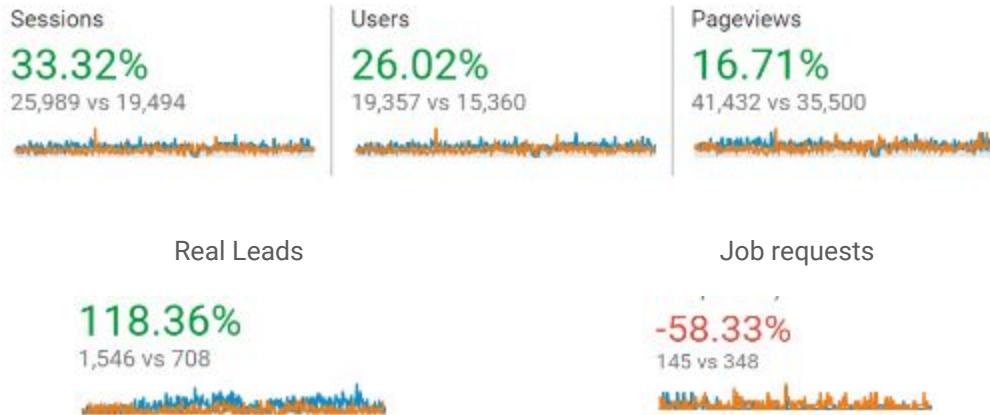 Sessions
33.32%
25,989 vs 19,494
Users
26.02%
19,357 vs 15,360
Pageviews
16.71%
41,432 vs 35,500
Real Leads
118.36%
1,546 vs 708
Job requests
-58.33%
145 vs 348